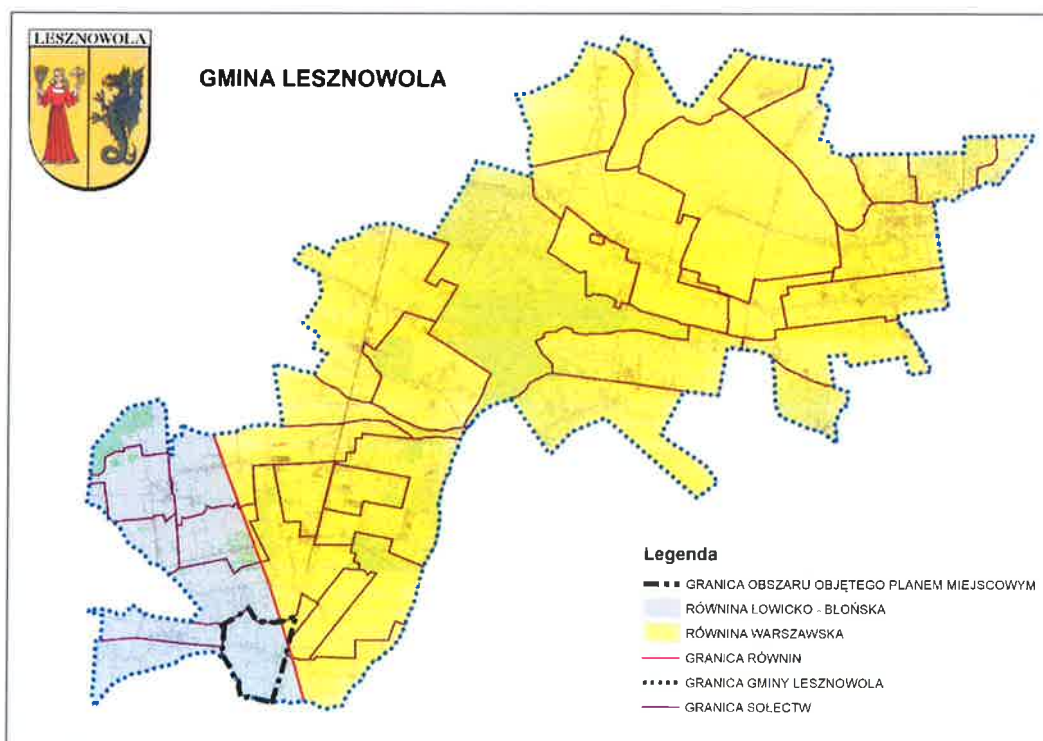 LESZNOWOLA
GMINA LESZNOWOLA
Legenda
GRANICA OBSZARU OBJĘTEGO PLANEM MIEJSCOWYM
RÓWNINA ŁOWICKO - BŁOŃSKA
RÓWNINA WARSZAWSKA
GRANICA RÓWNIN
GRANICA GMINY LESZNOWOLA
GRANICA SOŁECTW